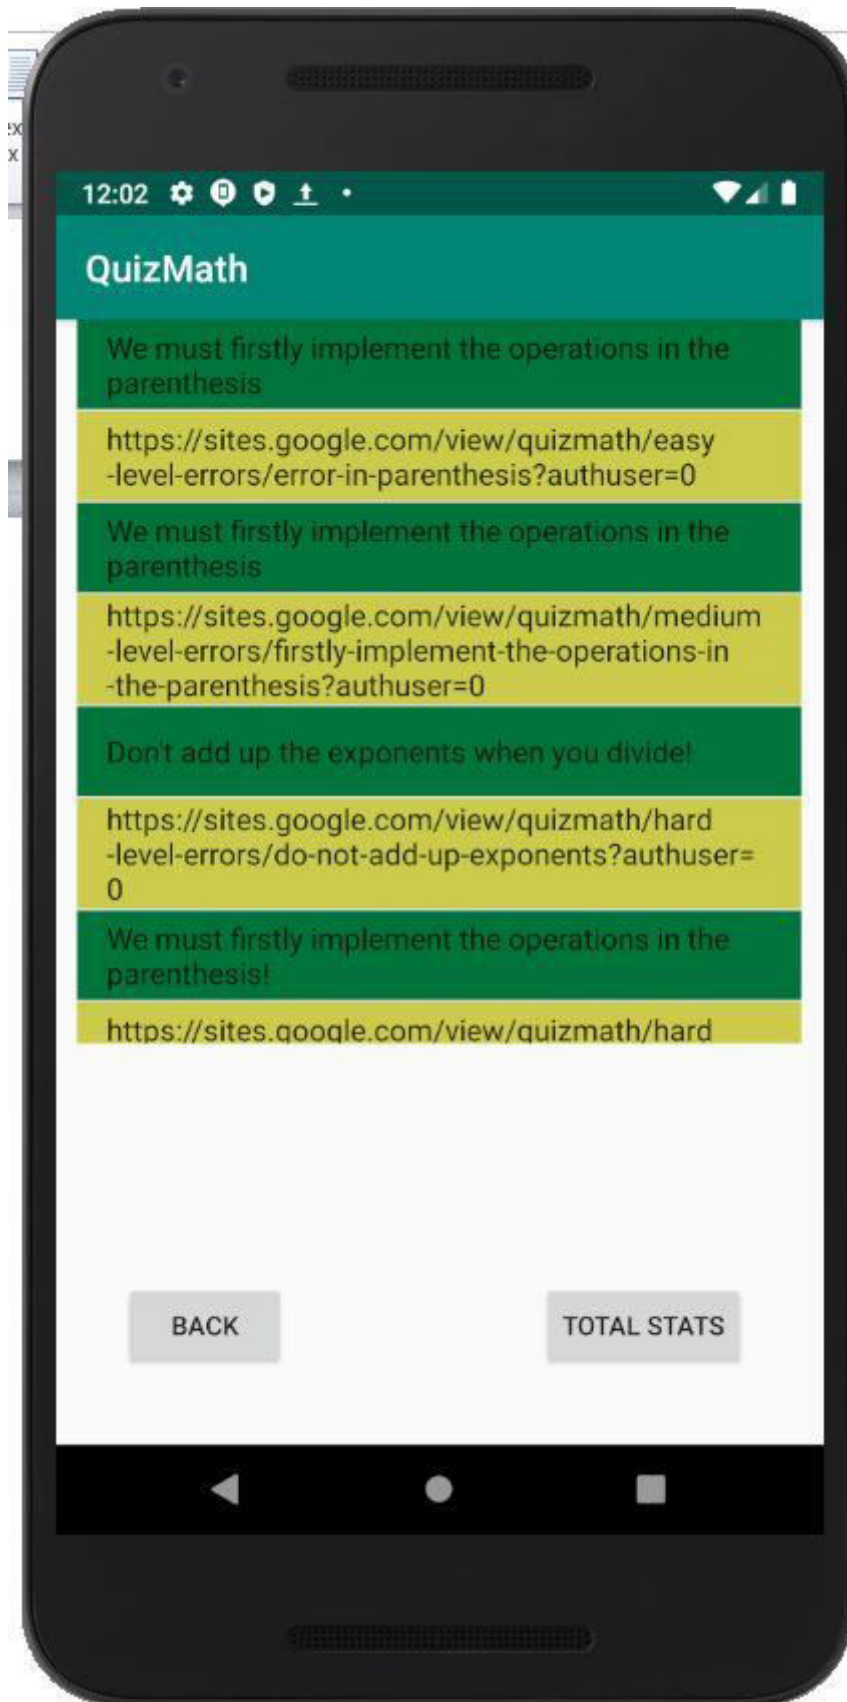 ex
x
12:02
QuizMath
We must firstly implement the operations in the
parenthesis
https://sites.google.com/view/quizmath/easy
-level-errors/error-in-parenthesis?authuser=0
We must firstly implement the operations in the
parenthesis
https://sites.google.com/view/quizmath/medium
-level-errors/firstly-implement-the-operations-in
-the-parenthesis?authuser=0
Don't add up the exponents when you divide!
https://sites.google.com/view/quizmath/hard
-level-errors/do-not-add-up-exponents?authuser=
0
We must firstly implement the operations in the
parenthesis!
https://sites.google.com/view/quizmath/hard
BACK
TOTAL STATS